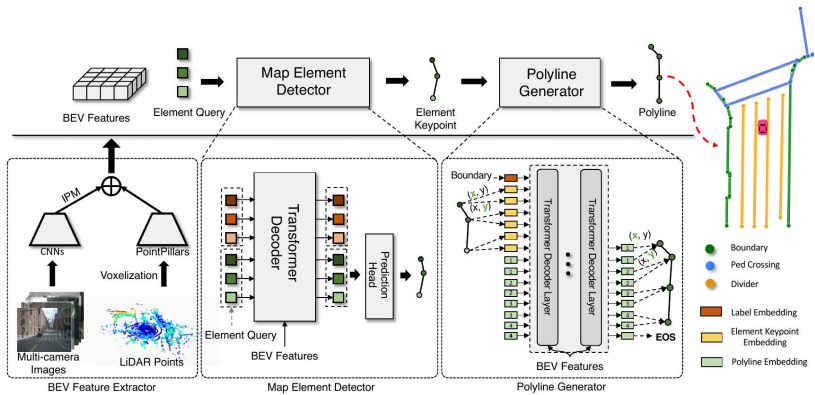 BEV Features
Element Query
Map Element
Detector
Element
Keypoint
Polyline
Generator
Polyline
IPM
CNNs
PointPillars
Voxelization
Multi-camera
Images
LiDAR Points
BEV Feature Extractor
Transformer
Decoder
Prediction
Head
Element Query
BEV Features
Map Element Detector
Boundary
(x, y)
(x, y)
Transformer Decoder Layer
Transformer Decoder Layer
(x, y)
(x, y)
EOS
BEV Features
Polyline Generator
Boundary
Ped Crossing
Divider
Label Embedding
Element Keypoint
Embedding
Polyline Embedding